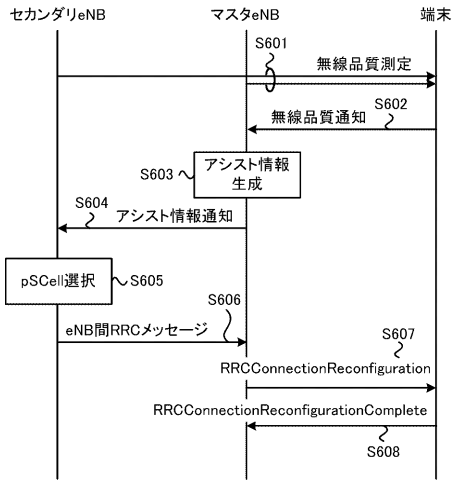 セカンダリeNB
マスタeNB
端末
S601
無線品質測定
S602
無線品質通知
S603
アシスト情報
生成
S604
アシスト情報通知
pSCell選択
S605
S606
eNB間RRCメッセージ
S607
RRCConnectionReconfiguration
RRCConnectionReconfigurationComplete
S608